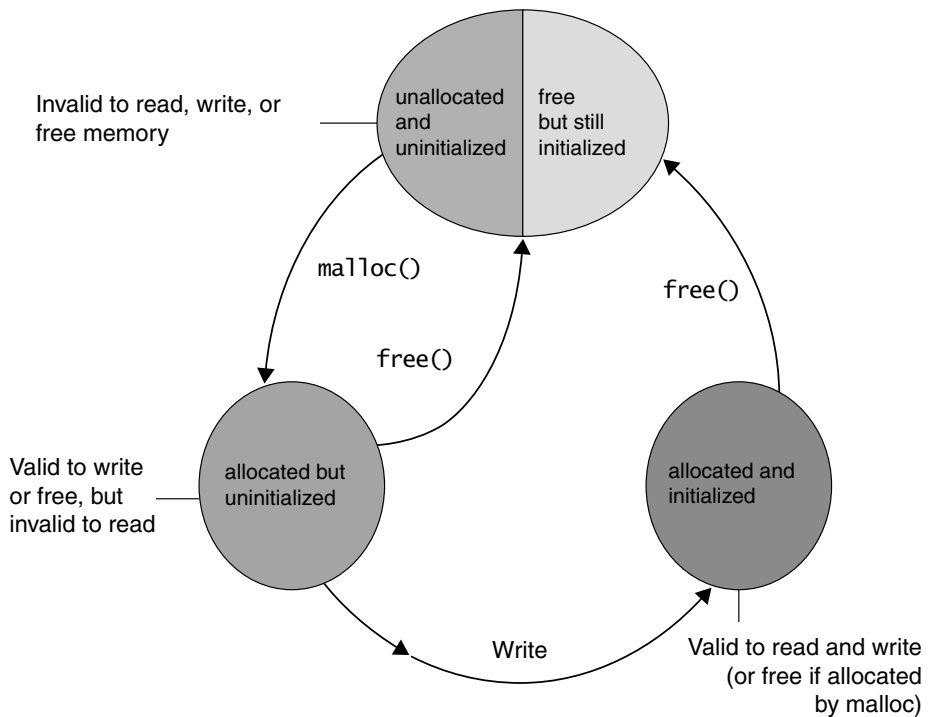 Invalid to read, write, or
free memory
unallocated
and
uninitialized
free
but still
initialized
malloc()
free()
free()
Valid to write
or free, but
invalid to read
allocated but
uninitialized
allocated and
initialized
Write
Valid to read and write
(or free if allocated
by malloc)